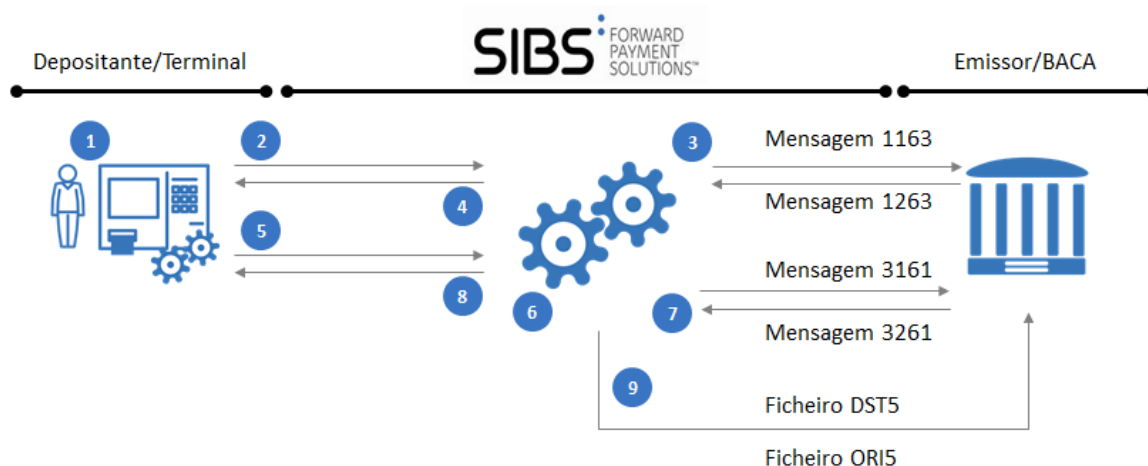 Depositante/Terminal
SIBS FORWARD
PAYMENT
SOLUTIONS™
Emissor/BACA
1
2
3
Mensagem 1163
4
Mensagem 1263
5
Mensagem 3161
8
6
7
Mensagem 3261
9
Ficheiro DST5
Ficheiro ORI5